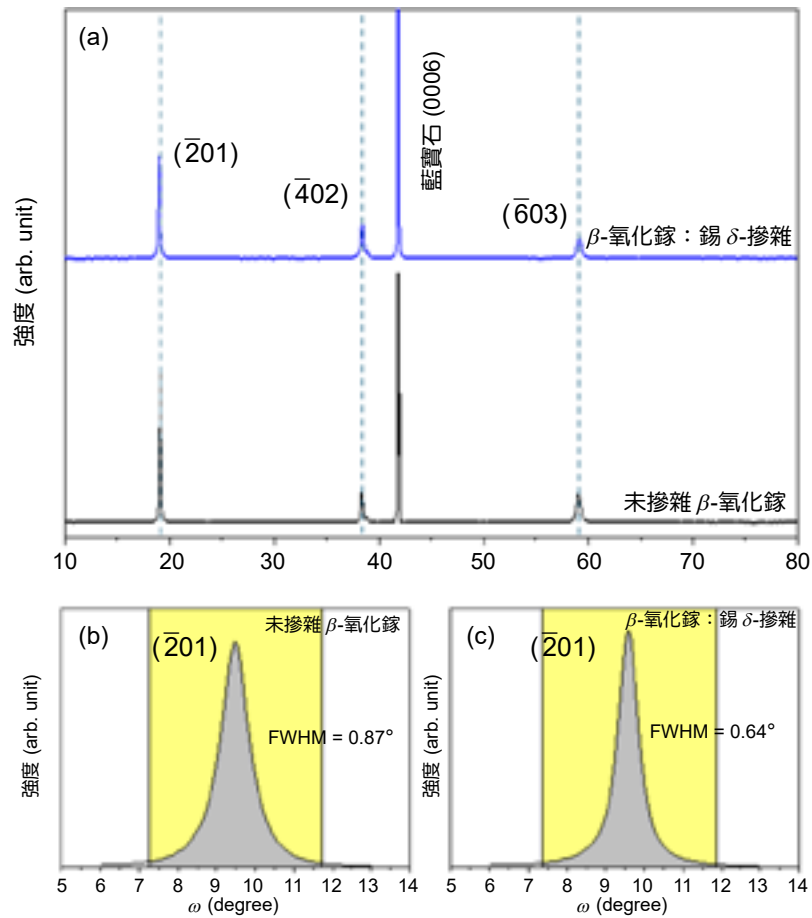 (a)
強度 (arb. unit)
(2̅01)
(4̅02)
藍寶石 (0006)
(6̅03)
β-氧化鎵：錫 δ-摻雜
未摻雜 β-氧化鎵
10 20 30 40 50 60 70 80
(b)
未摻雜 β-氧化鎵
(2̅01)
FWHM = 0.87°
強度 (arb. unit)
5 6 7 8 9 10 11 12 13 14
ω (degree)
(c)
β-氧化鎵：錫 δ-摻雜
(2̅01)
FWHM = 0.64°
強度 (arb. unit)
5 6 7 8 9 10 11 12 13 14
ω (degree)